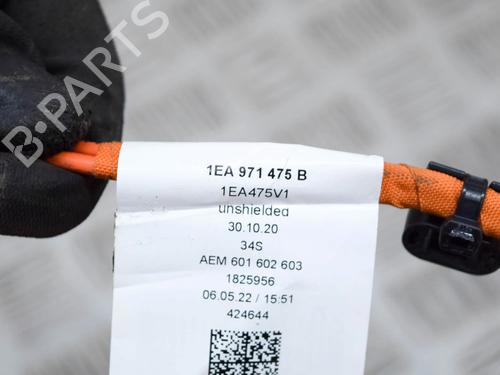 B-PARTS
1EA 971 475 B
1EA475V1
unshielded
30.10.20
34S
AEM 601 602 603
1825956
06.05.22 / 15:51
424644